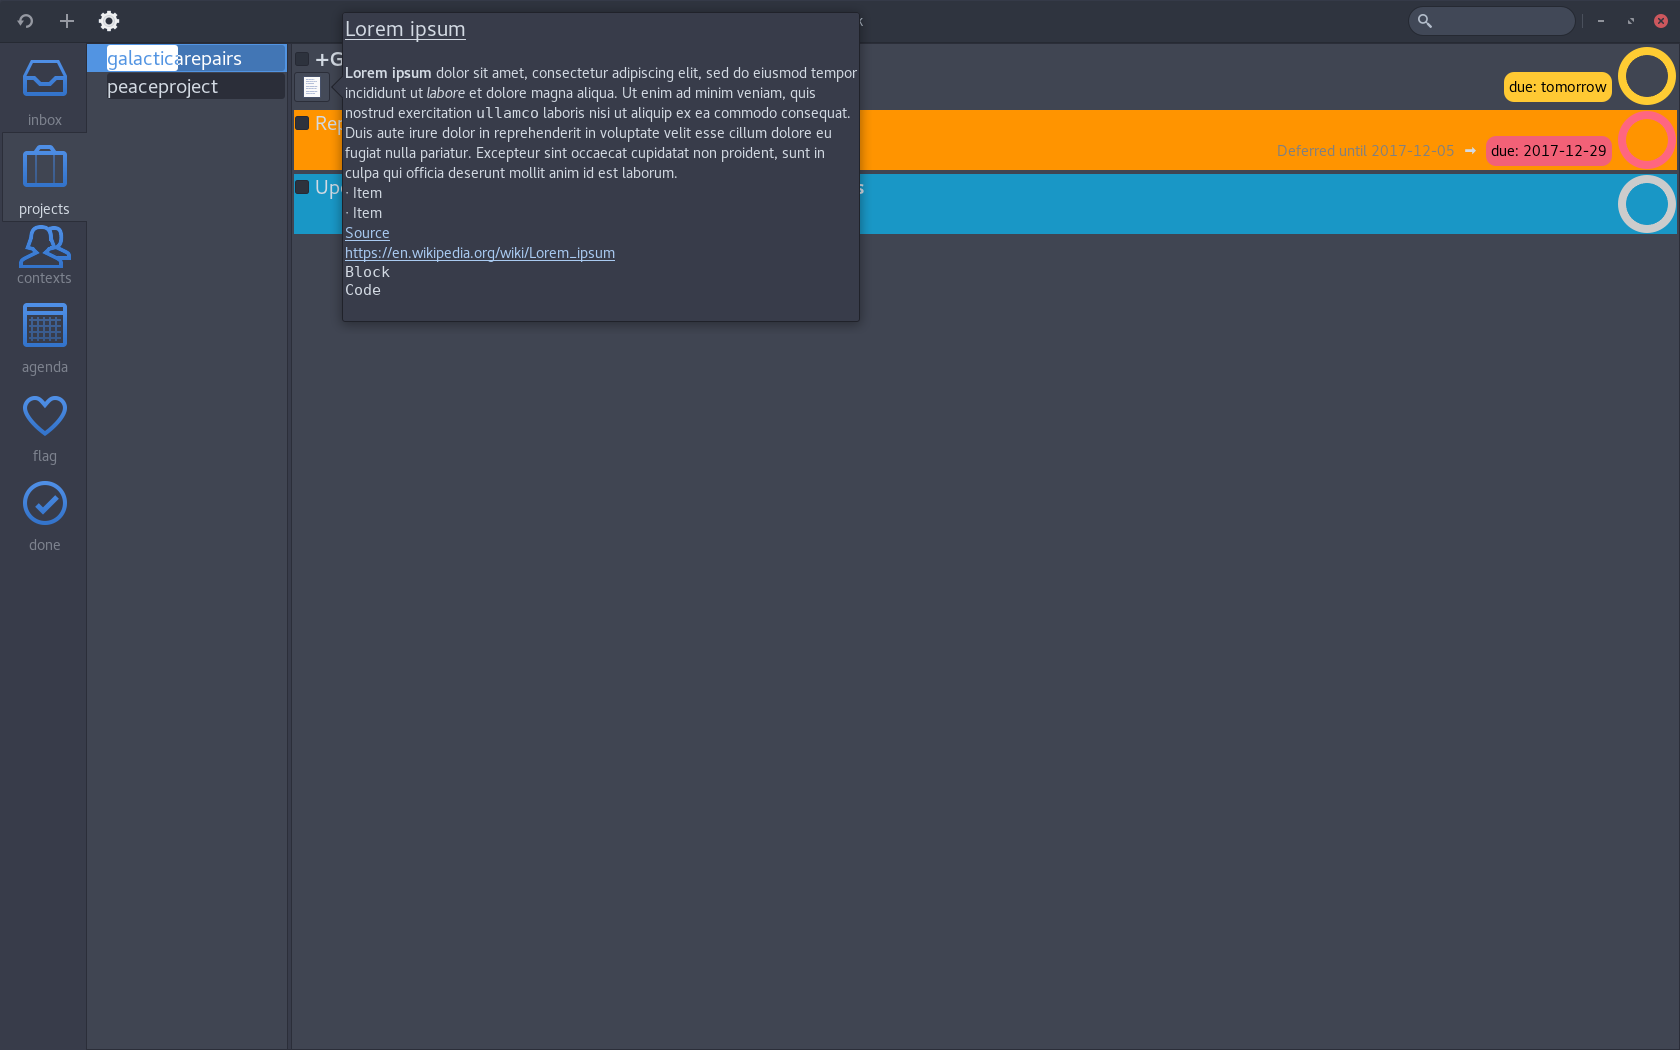 inbox
projects
contexts
agenda
flag
done
galacticarepairs
peaceproject
Lorem ipsum
Lorem ipsum dolor sit amet, consectetur adipiscing elit, sed do eiusmod tempor
incididunt ut labore et dolore magna aliqua. Ut enim ad minim veniam, quis
nostrud exercitation ullamco laboris nisi ut aliquip ex ea commodo consequat.
Duis aute irure dolor in reprehenderit in voluptate velit esse cillum dolore eu
fugiat nulla pariatur. Excepteur sint occaecat cupidatat non proident, sunt in
culpa qui officia deserunt mollit anim id est laborum.
· Item
· Item
Source
https://en.wikipedia.org/wiki/Lorem_ipsum
Block
Code
due: tomorrow
Deferred until 2017-12-05 → due: 2017-12-29